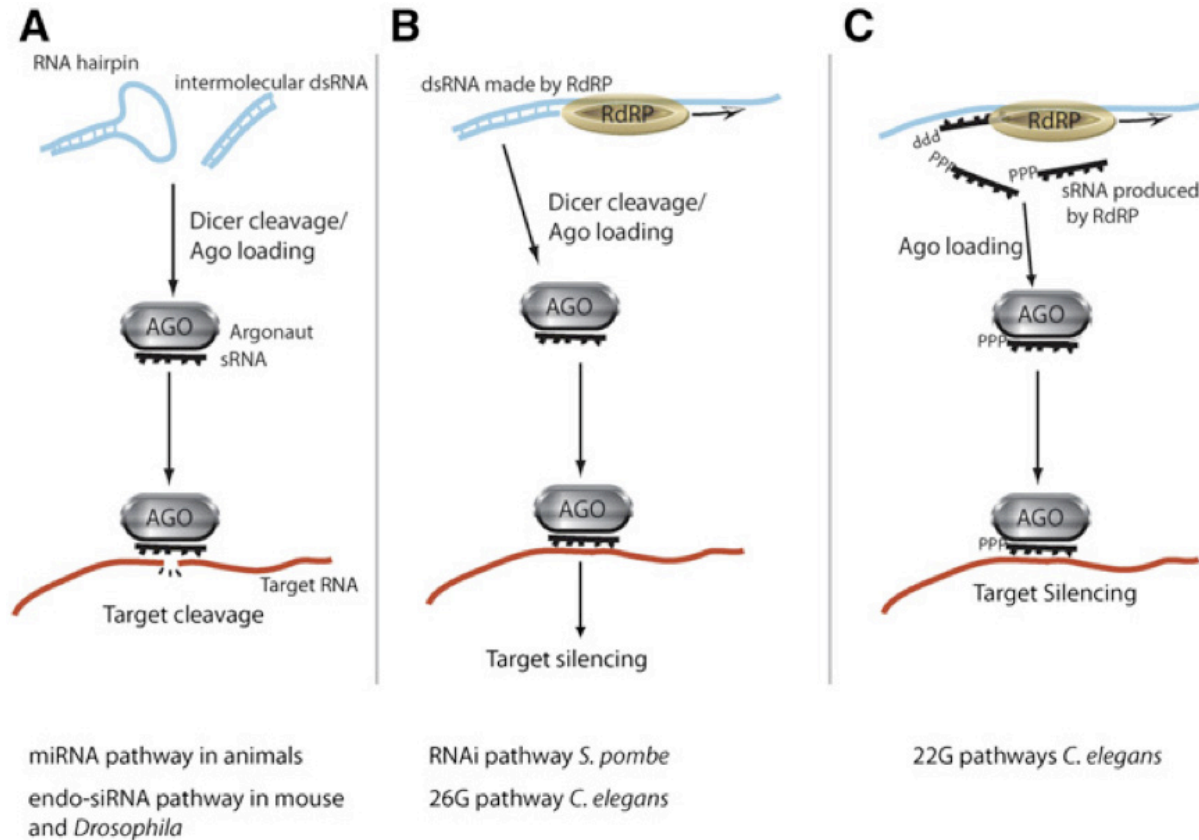 A
RNA hairpin
intermolecular dsRNA
Dicer cleavage/
Ago loading
AGO
Argonaut
sRNA
AGO
Target RNA
Target cleavage
miRNA pathway in animals
endo-siRNA pathway in mouse
and Drosophila
B
dsRNA made by RdRP
RdRP
Dicer cleavage/
Ago loading
AGO
AGO
Target silencing
RNAi pathway S. pombe
26G pathway C. elegans
C
RdRP
PPP
PPP
PPP
sRNA produced
by RdRP
Ago loading
AGO
PPP
AGO
PPP
Target Silencing
22G pathways C. elegans